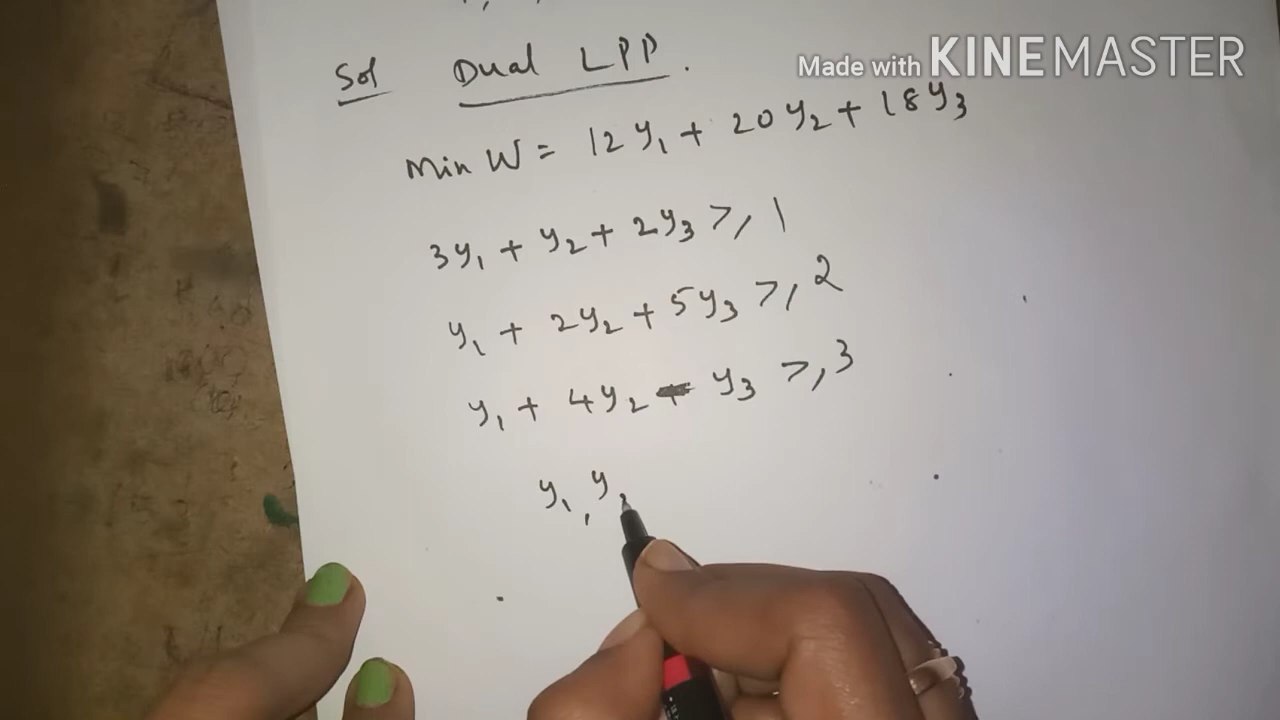 Made with KINEMASTER
Sol Dual LPP.
Min W = 12y₁ + 20y₂ + 18y₃
3y₁ + y₂ + 2y₃ ⩾ 1
y₁ + 2y₂ + 5y₃ ⩾ 2
y₁ + 4y₂ - y₃ ⩾ 3
y₁, y